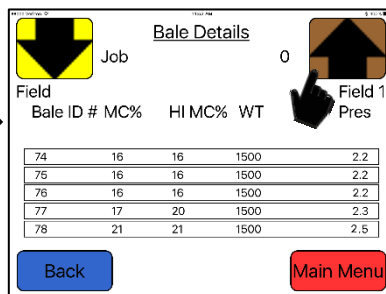 Bale Details
Job 0
Field Field 1
Bale ID # MC% HI MC% WT Pres
74 16 16 1500 2.2
75 16 16 1500 2.2
76 16 16 1500 2.2
77 17 20 1500 2.3
78 21 21 1500 2.5
Back Main Menu